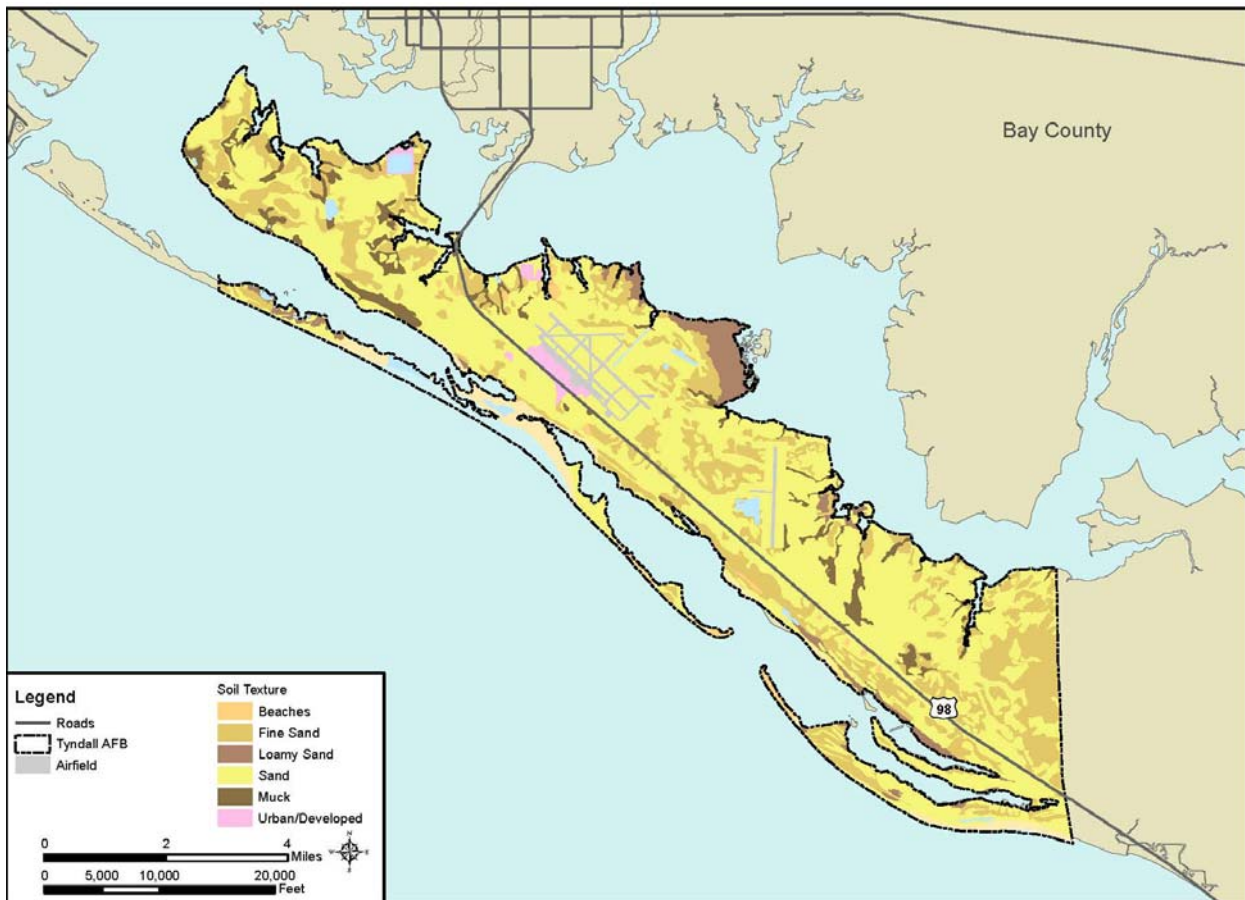 Bay County
98
Legend
Roads
Tyndall AFB
Airfield
Soil Texture
Beaches
Fine Sand
Loamy Sand
Sand
Muck
Urban/Developed
0 2 4
Miles
0 5,000 10,000 20,000
Feet
N
W E
S